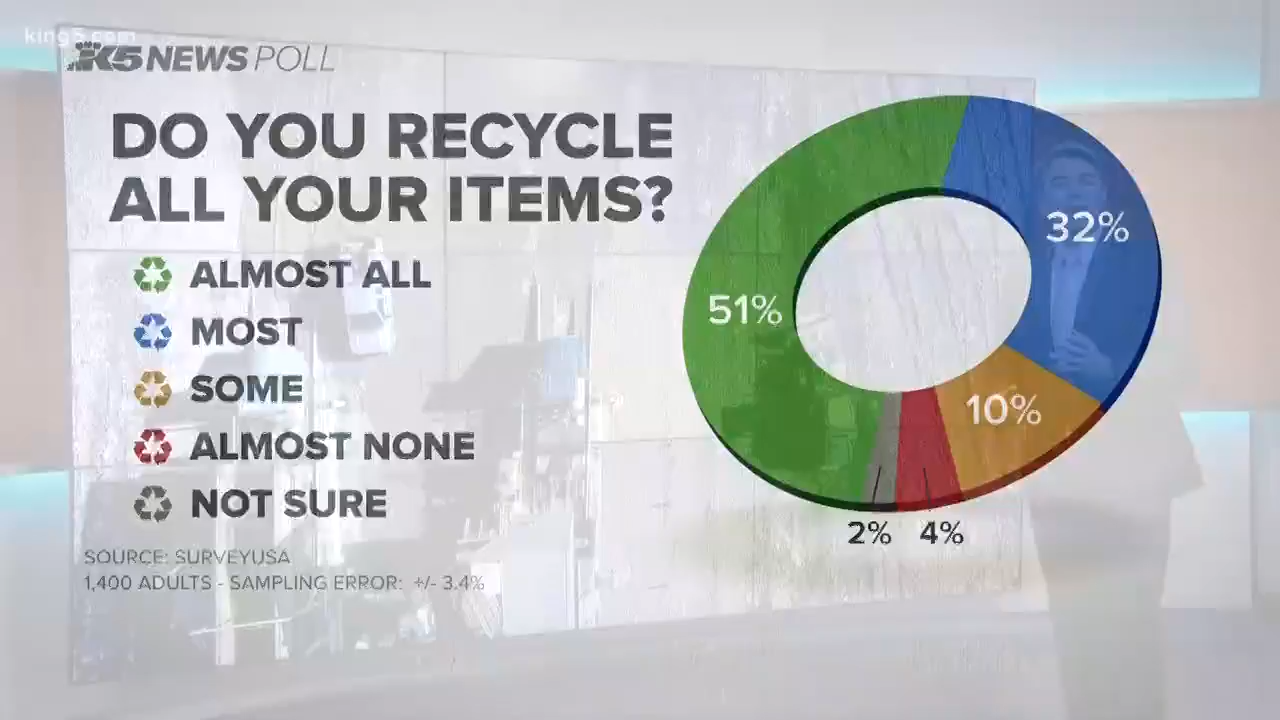 king5.com
K5 NEWS POLL
DO YOU RECYCLE
ALL YOUR ITEMS?
ALMOST ALL
MOST
SOME
ALMOST NONE
NOT SURE
SOURCE: SURVEYUSA
1,400 ADULTS - SAMPLING ERROR: +/- 3.4%
51%
32%
10%
2%
4%